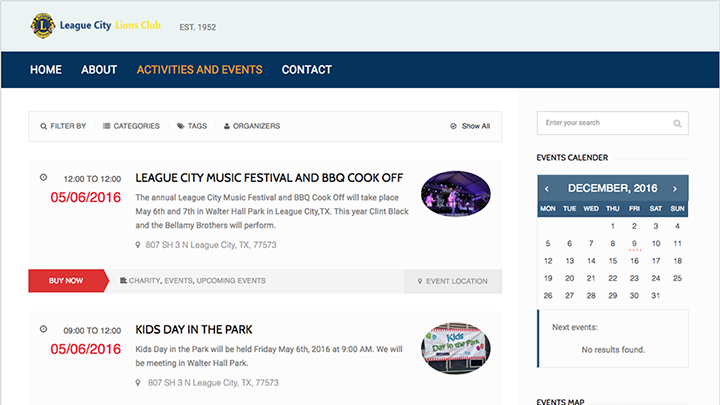 League City Lions Club EST. 1952
HOME ABOUT ACTIVITIES AND EVENTS CONTACT
FILTER BY CATEGORIES TAGS ORGANIZERS Show All
12:00 TO 12:00
05/06/2016
LEAGUE CITY MUSIC FESTIVAL AND BBQ COOK OFF
The annual League City Music Festival and BBQ Cook Off will take place
May 6th and 7th in Walter Hall Park in League City,TX. This year Clint Black
and the Bellamy Brothers will perform.
807 SH 3 N League City, TX, 77573
BUY NOW CHARITY, EVENTS, UPCOMING EVENTS EVENT LOCATION
09:00 TO 12:00
05/06/2016
KIDS DAY IN THE PARK
Kids Day in the Park will be held Friday May 6th, 2016 at 9:00 AM. We will
be meeting in Walter Hall Park.
807 SH 3 N League City, TX, 77573
Kids
Day in the Park
Enter your search
EVENTS CALENDER
‹ DECEMBER, 2016 ›
MON TUE WED THU FRI SAT SUN
1 2 3 4
5 6 7 8 9 10 11
12 13 14 15 16 17 18
19 20 21 22 23 24 25
26 27 28 29 30 31
Next events:
No results found.
EVENTS MAP